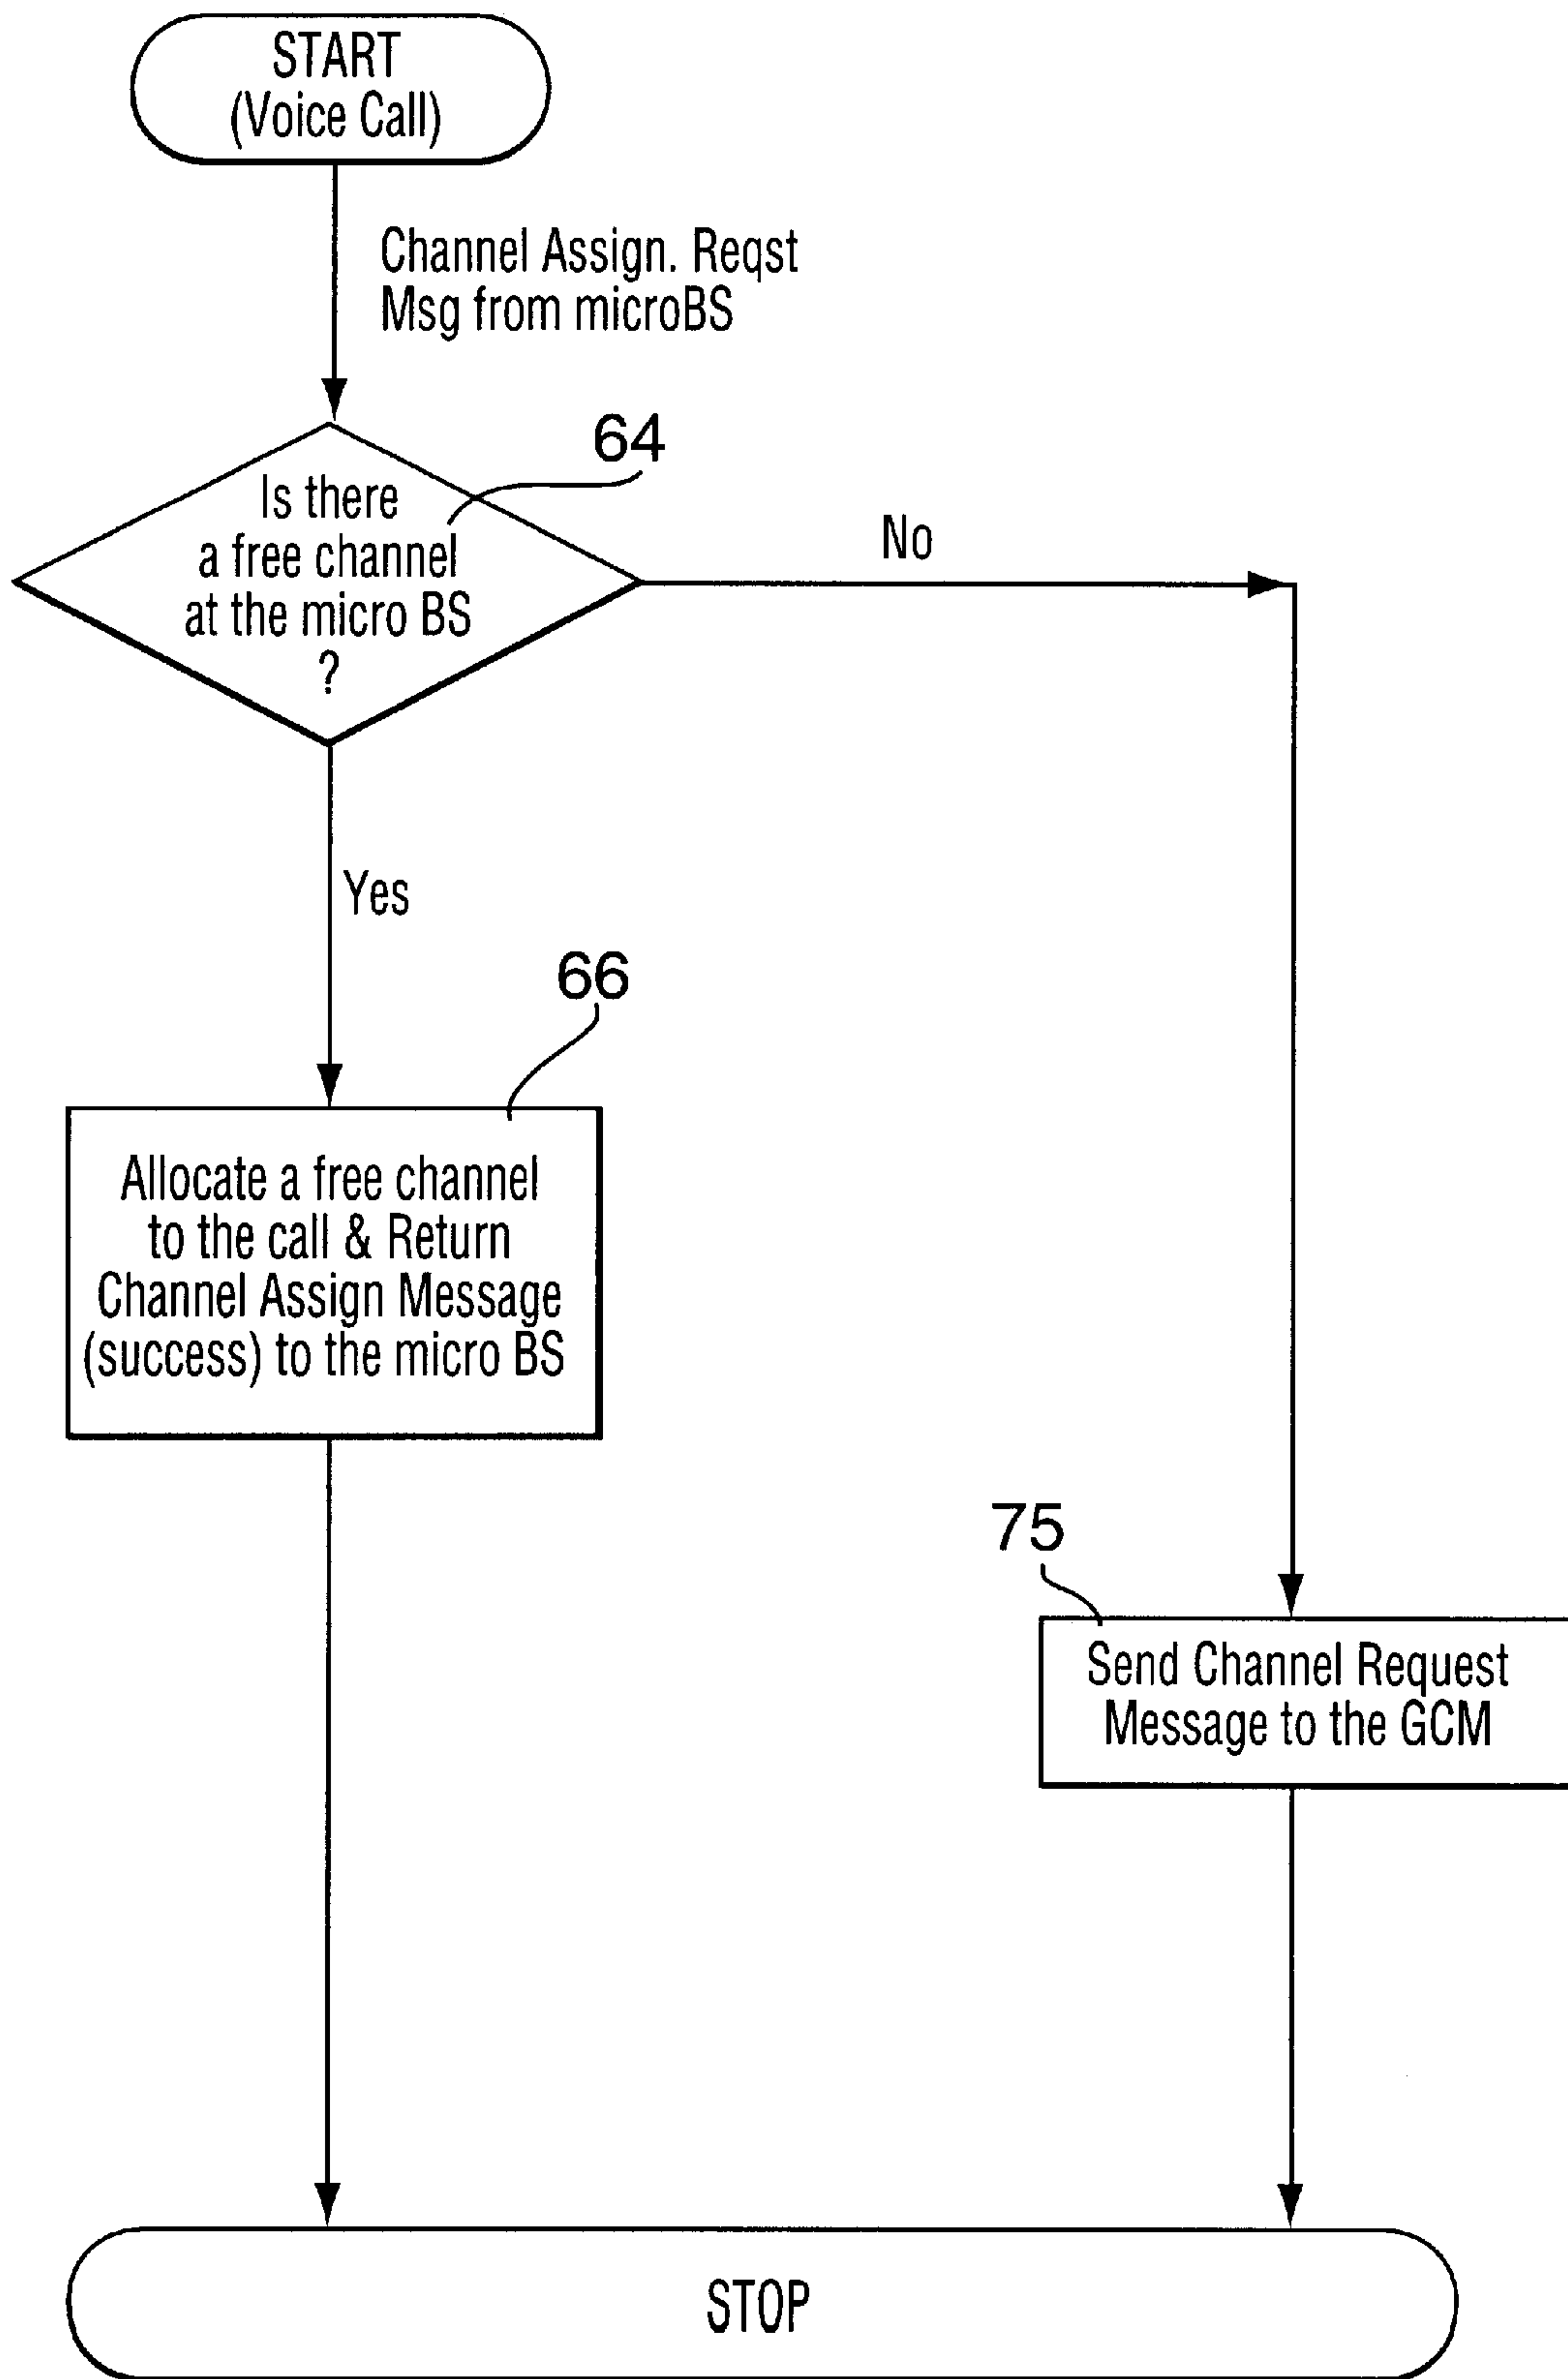 START
(Voice Call)
Channel Assign. Reqst
Msg from microBS
64
Is there
a free channel
at the micro BS
?
No
Yes
66
Allocate a free channel
to the call & Return
Channel Assign Message
(success) to the micro BS
75
Send Channel Request
Message to the GCM
STOP